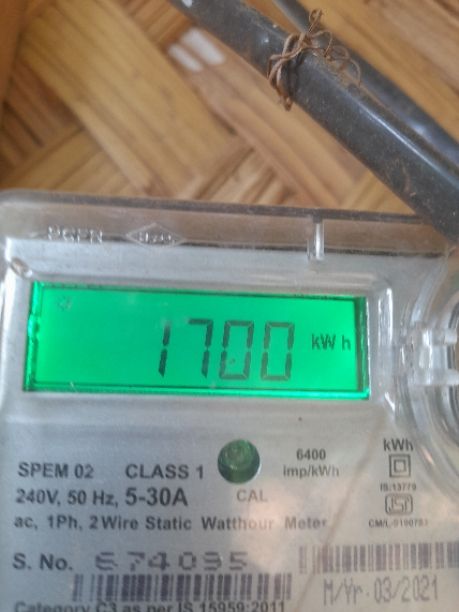 1700 kWh
6400
imp/kWh
kWh
SPEM 02 CLASS 1
240V, 50 Hz, 5-30A
CAL
IS:13779
ISI
ac, 1Ph, 2 Wire Static Watthour Meter
S. No. 674095
M/Yr. 03/2021
Category C3 as per IS 15959:2011